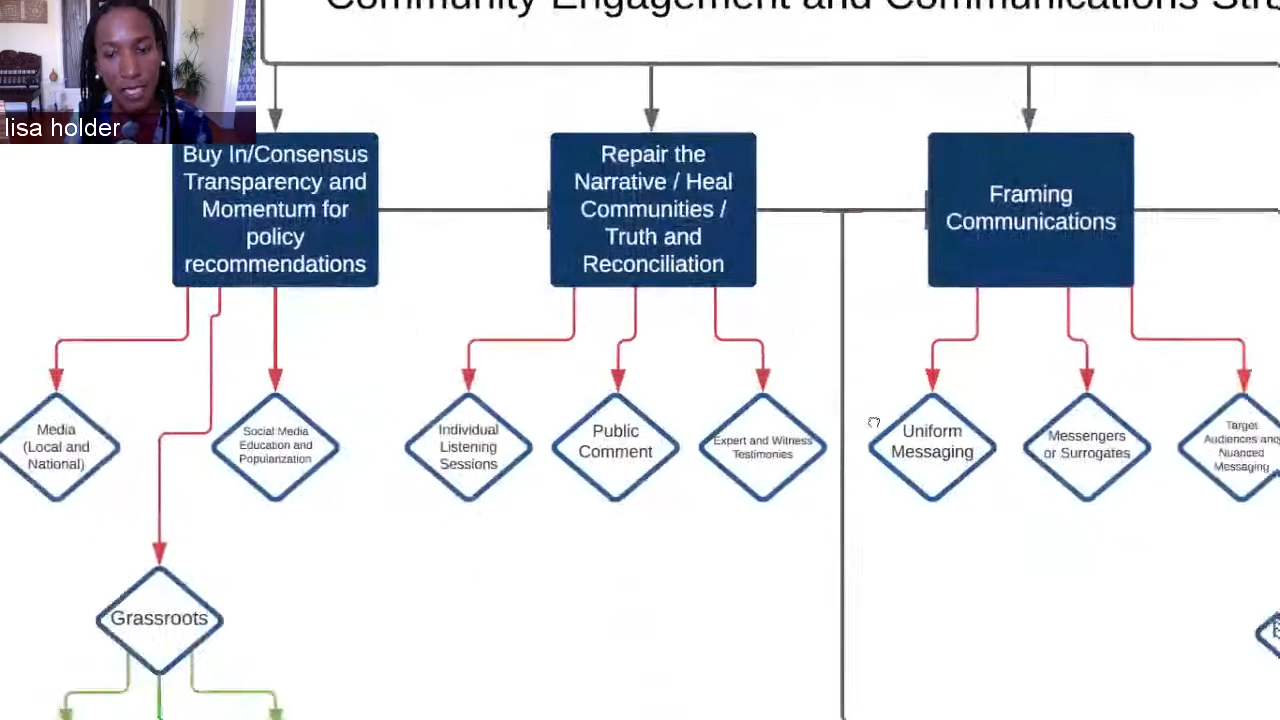 Community Engagement and Communications
lisa holder
Buy In/Consensus
Transparency and
Momentum for
policy
recommendations
Repair the
Narrative / Heal
Communities /
Truth and
Reconciliation
Framing
Communications
Media
(Local and
National)
Social Media
Education and
Popularization
Individual
Listening
Sessions
Public
Comment
Expert and Witness
Testimonies
Uniform
Messaging
Messengers
or Surrogates
Target
Audiences and
Nuanced
Messaging
Grassroots